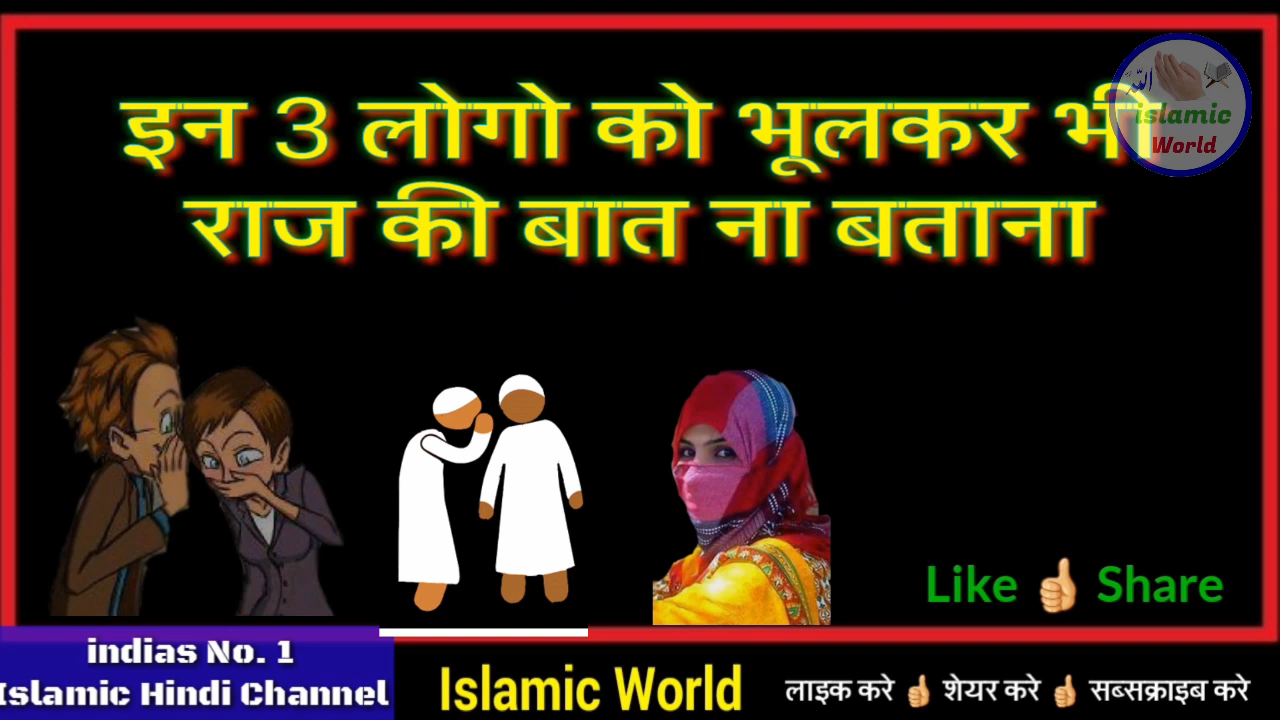 इन 3 लोगो को भूलकर भी
राज की बात ना बताना
islamic
World
Like 👍 Share
indias No. 1
Islamic Hindi Channel
Islamic World
लाइक करे 👍 शेयर करे 👍 सब्सक्राइब करे